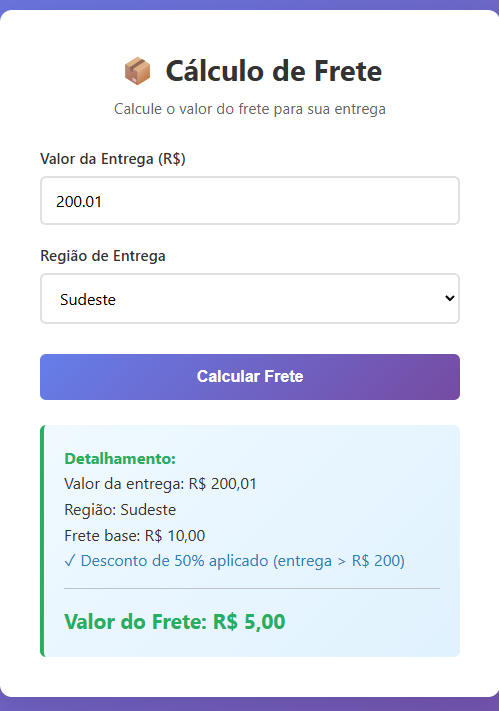 Cálculo de Frete
Calcule o valor do frete para sua entrega
Valor da Entrega (R$)
200.01
Região de Entrega
Sudeste
Calcular Frete
Detalhamento:
Valor da entrega: R$ 200,01
Região: Sudeste
Frete base: R$ 10,00
✓ Desconto de 50% aplicado (entrega > R$ 200)
Valor do Frete: R$ 5,00